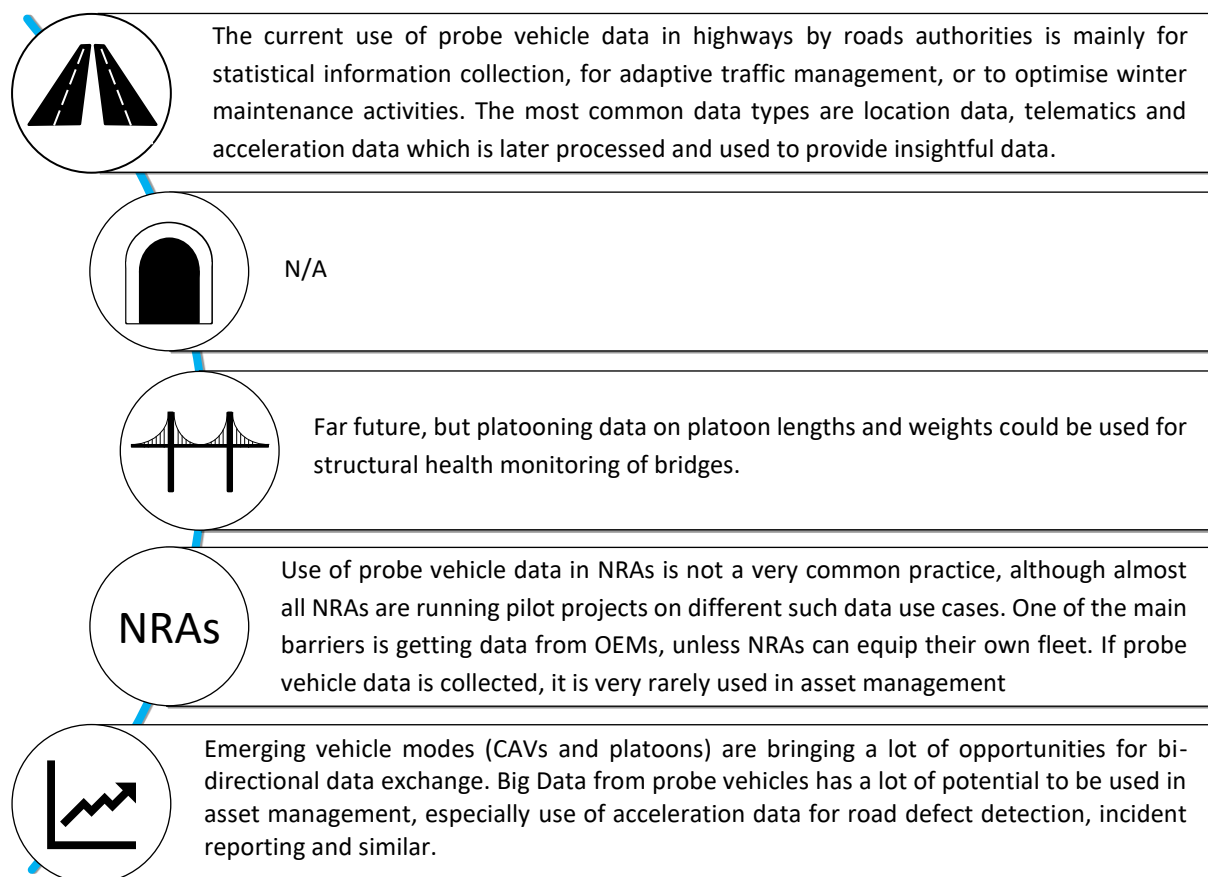 The current use of probe vehicle data in highways by roads authorities is mainly for
statistical information collection, for adaptive traffic management, or to optimise winter
maintenance activities. The most common data types are location data, telematics and
acceleration data which is later processed and used to provide insightful data.
N/A
Far future, but platooning data on platoon lengths and weights could be used for
structural health monitoring of bridges.
NRAs
Use of probe vehicle data in NRAs is not a very common practice, although almost
all NRAs are running pilot projects on different such data use cases. One of the main
barriers is getting data from OEMs, unless NRAs can equip their own fleet. If probe
vehicle data is collected, it is very rarely used in asset management
Emerging vehicle modes (CAVs and platoons) are bringing a lot of opportunities for bi-
directional data exchange. Big Data from probe vehicles has a lot of potential to be used in
asset management, especially use of acceleration data for road defect detection, incident
reporting and similar.